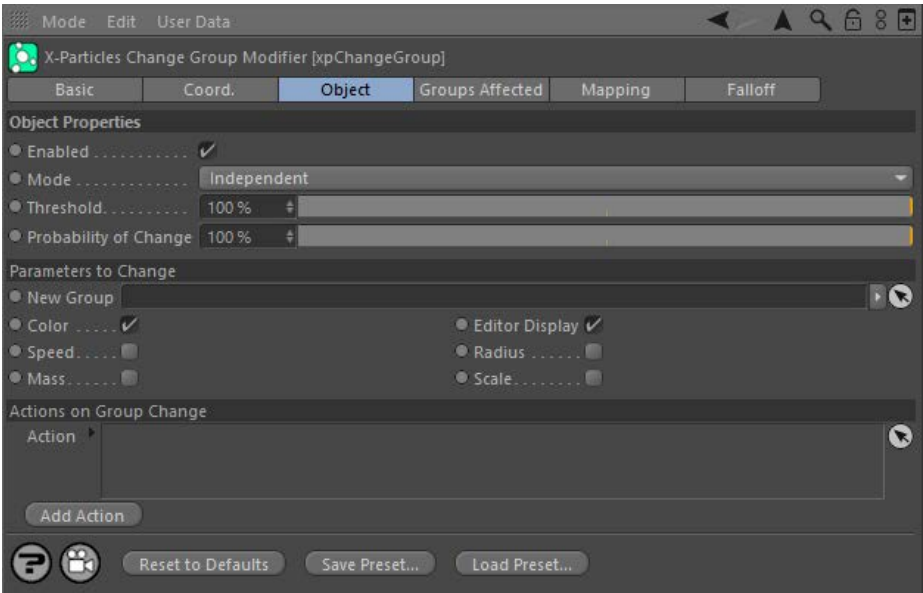 Mode Edit User Data
X-Particles Change Group Modifier [xpChangeGroup]
Basic Coord. Object Groups Affected Mapping Falloff
Object Properties
Enabled . . . . . . . . . . .
Mode . . . . . . . . . . . . . Independent
Threshold. . . . . . . . . . 100 %
Probability of Change 100 %
Parameters to Change
New Group
Color . . . . . Editor Display
Speed. . . . . Radius . . . . . .
Mass. . . . . . Scale. . . . . . . .
Actions on Group Change
Action
Add Action
Reset to Defaults Save Preset... Load Preset...